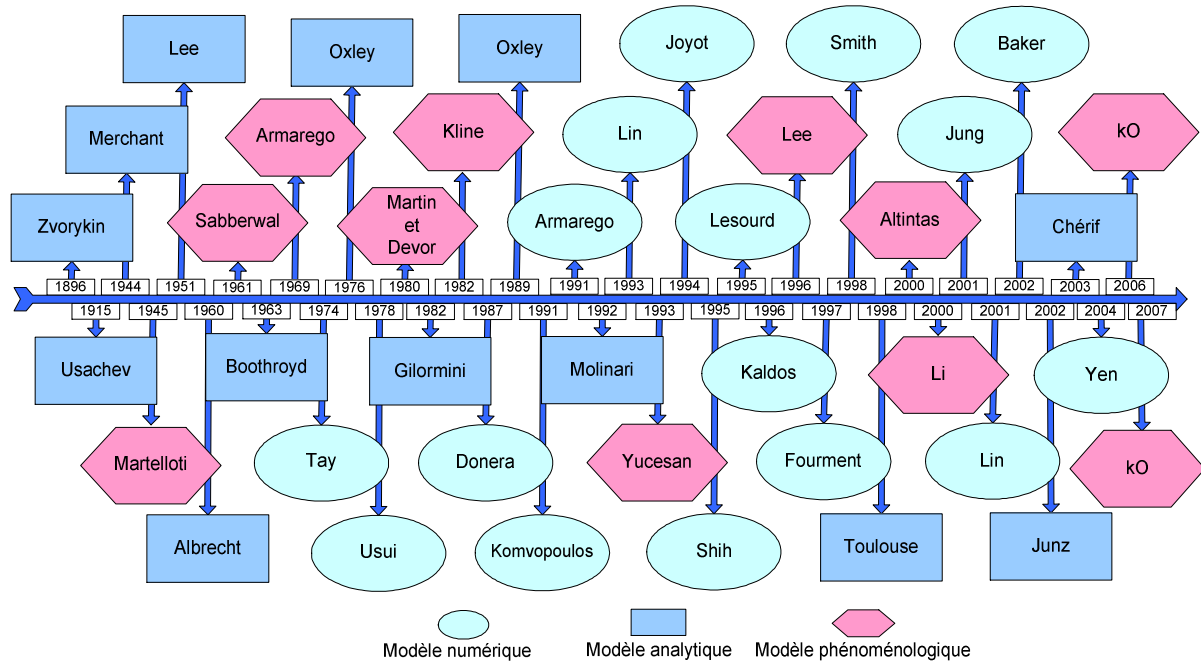 Lee
Oxley
Oxley
Joyot
Smith
Baker
Merchant
Armarego
Kline
Lin
Lee
Jung
kO
Zvorykin
Sabberwal
Martin
et
Devor
Armarego
Lesourd
Altintas
Chérif
1896 1944 1951 1961 1969 1976 1980 1982 1989 1991 1993 1994 1995 1996 1998 2000 2001 2002 2003 2006
1915 1945 1960 1963 1974 1978 1982 1987 1991 1992 1993 1995 1996 1997 1998 2000 2001 2002 2004 2007
Usachev
Boothroyd
Gilormini
Molinari
Kaldos
Li
Yen
Martelloti
Tay
Donera
Yucesan
Fourment
Lin
kO
Albrecht
Usui
Komvopoulos
Shih
Toulouse
Junz
Modèle numérique
Modèle analytique
Modèle phénoménologique